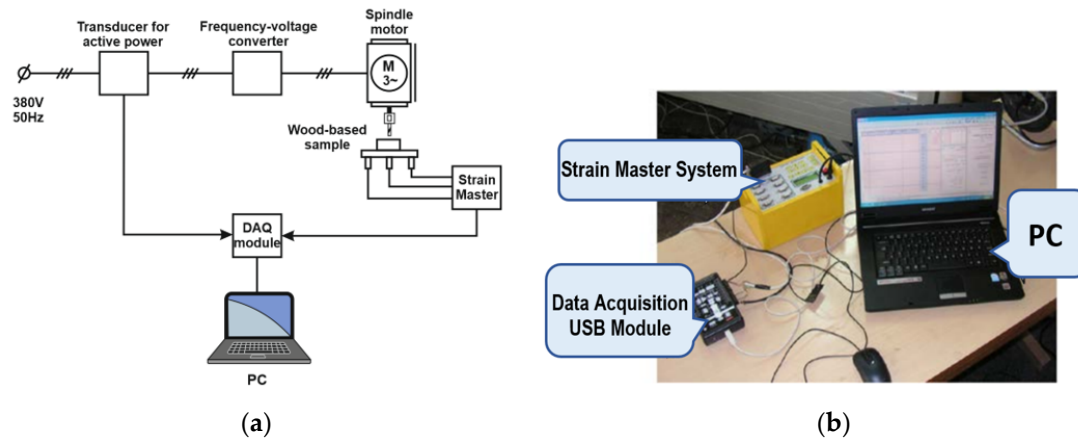 Transducer for
active power
Frequency-voltage
converter
Spindle
motor
M
3~
380V
50Hz
Wood-based
sample
Strain
Master
DAQ
module
PC
(a)
Strain Master System
Data Acquisition
USB Module
PC
(b)